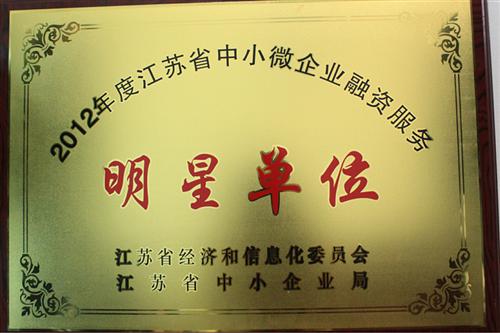 2012年度江苏省中小微企业融资服务
明星单位
江苏省经济和信息化委员会
江苏省中小企业局